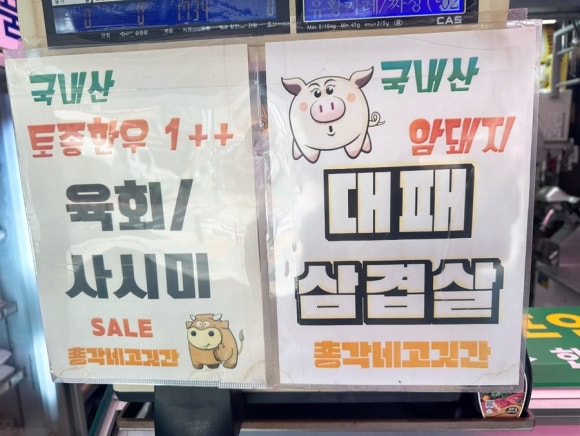 국내산
토종한우 1++
육회/
사시미
SALE
총각네고깃간
국내산
암돼지
대패
삼겹살
총각네고깃간
CAS